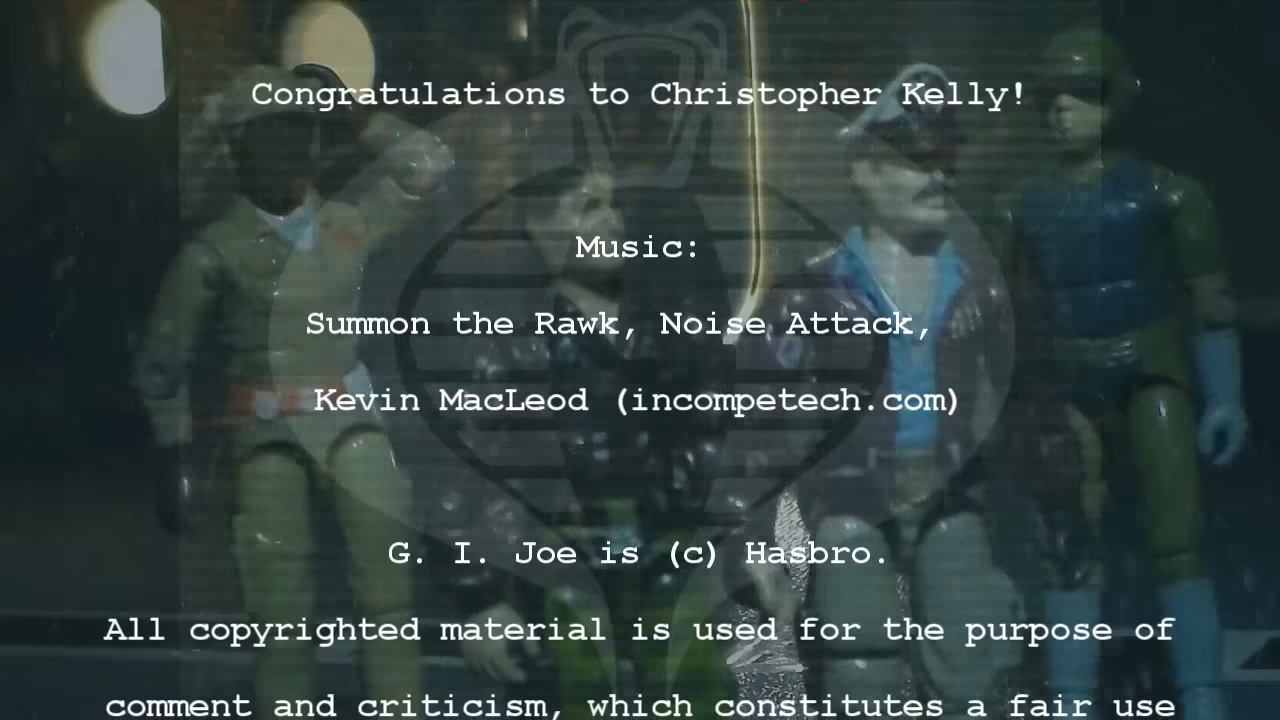 Congratulations to Christopher Kelly!
Music:
Summon the Rawk, Noise Attack,
Kevin MacLeod (incompetech.com)
G. I. Joe is (c) Hasbro.
All copyrighted material is used for the purpose of
comment and criticism, which constitutes a fair use